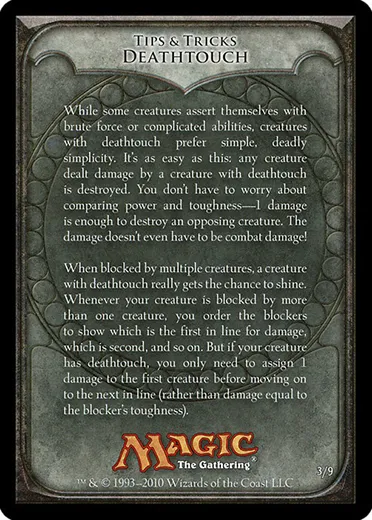 TIPS & TRICKS
DEATHTOUCH
While some creatures assert themselves with
brute force or complicated abilities, creatures
with deathtouch prefer simple, deadly
simplicity. It's as easy as this: any creature
dealt damage by a creature with deathtouch
is destroyed. You don't have to worry about
comparing power and toughness—1 damage
is enough to destroy an opposing creature. The
damage doesn't even have to be combat damage!
When blocked by multiple creatures, a creature
with deathtouch really gets the chance to shine.
Whenever your creature is blocked by more
than one creature, you order the blockers
to show which is the first in line for damage,
which is second, and so on. But if your creature
has deathtouch, you only need to assign 1
damage to the first creature before moving on
to the next in line (rather than damage equal to
the blocker's toughness).
MAGIC
The Gathering®
™ & © 1993–2010 Wizards of the Coast LLC
3/9